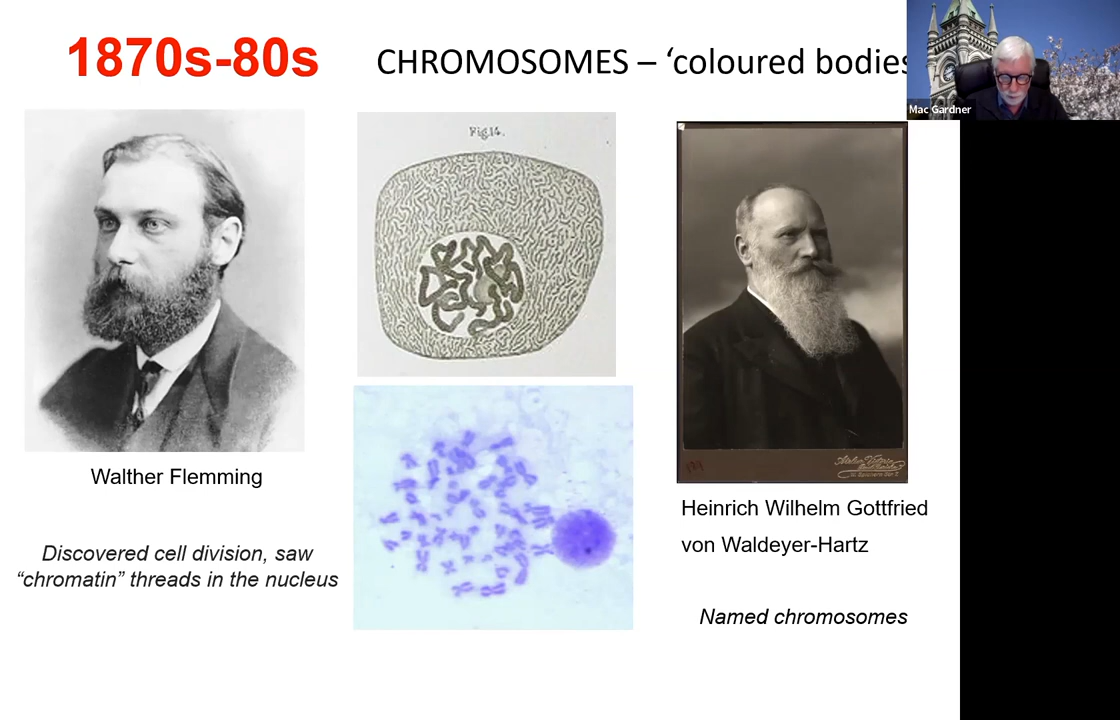 1870s-80s
CHROMOSOMES – ‘coloured bodies
Mac Gardner
Fig.14.
Walther Flemming
Heinrich Wilhelm Gottfried
von Waldeyer-Hartz
Discovered cell division, saw
“chromatin” threads in the nucleus
Named chromosomes